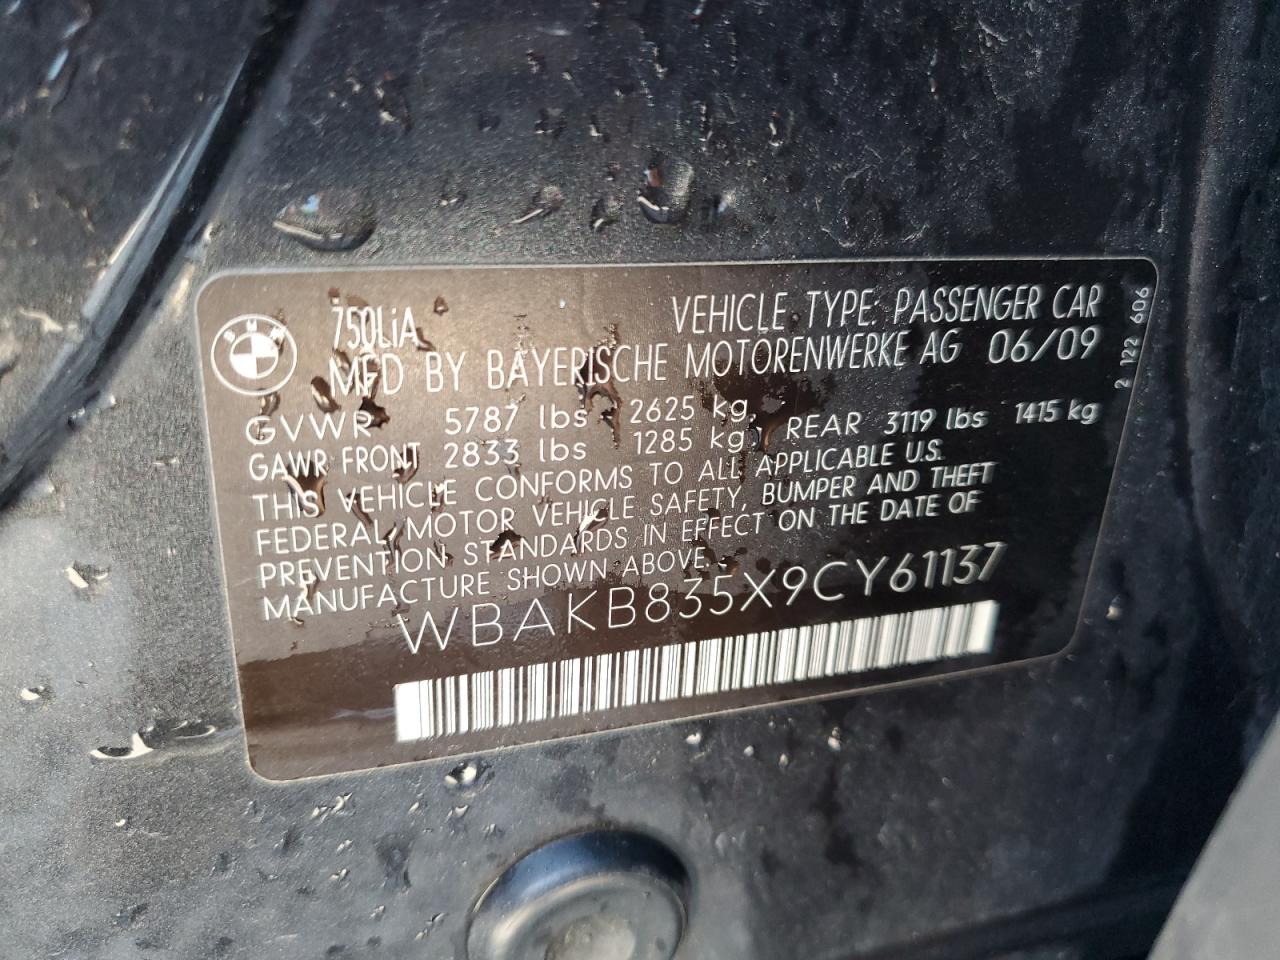 BMW
750LiA
VEHICLE TYPE: PASSENGER CAR
MFD BY BAYERISCHE MOTORENWERKE AG 06/09
GVWR 5787 lbs 2625 kg,
GAWR FRONT 2833 lbs 1285 kg, REAR 3119 lbs 1415 kg
THIS VEHICLE CONFORMS TO ALL APPLICABLE U.S.
FEDERAL MOTOR VEHICLE SAFETY, BUMPER AND THEFT
PREVENTION STANDARDS IN EFFECT ON THE DATE OF
MANUFACTURE SHOWN ABOVE.
WBAKB835X9CY61137
2 122 606